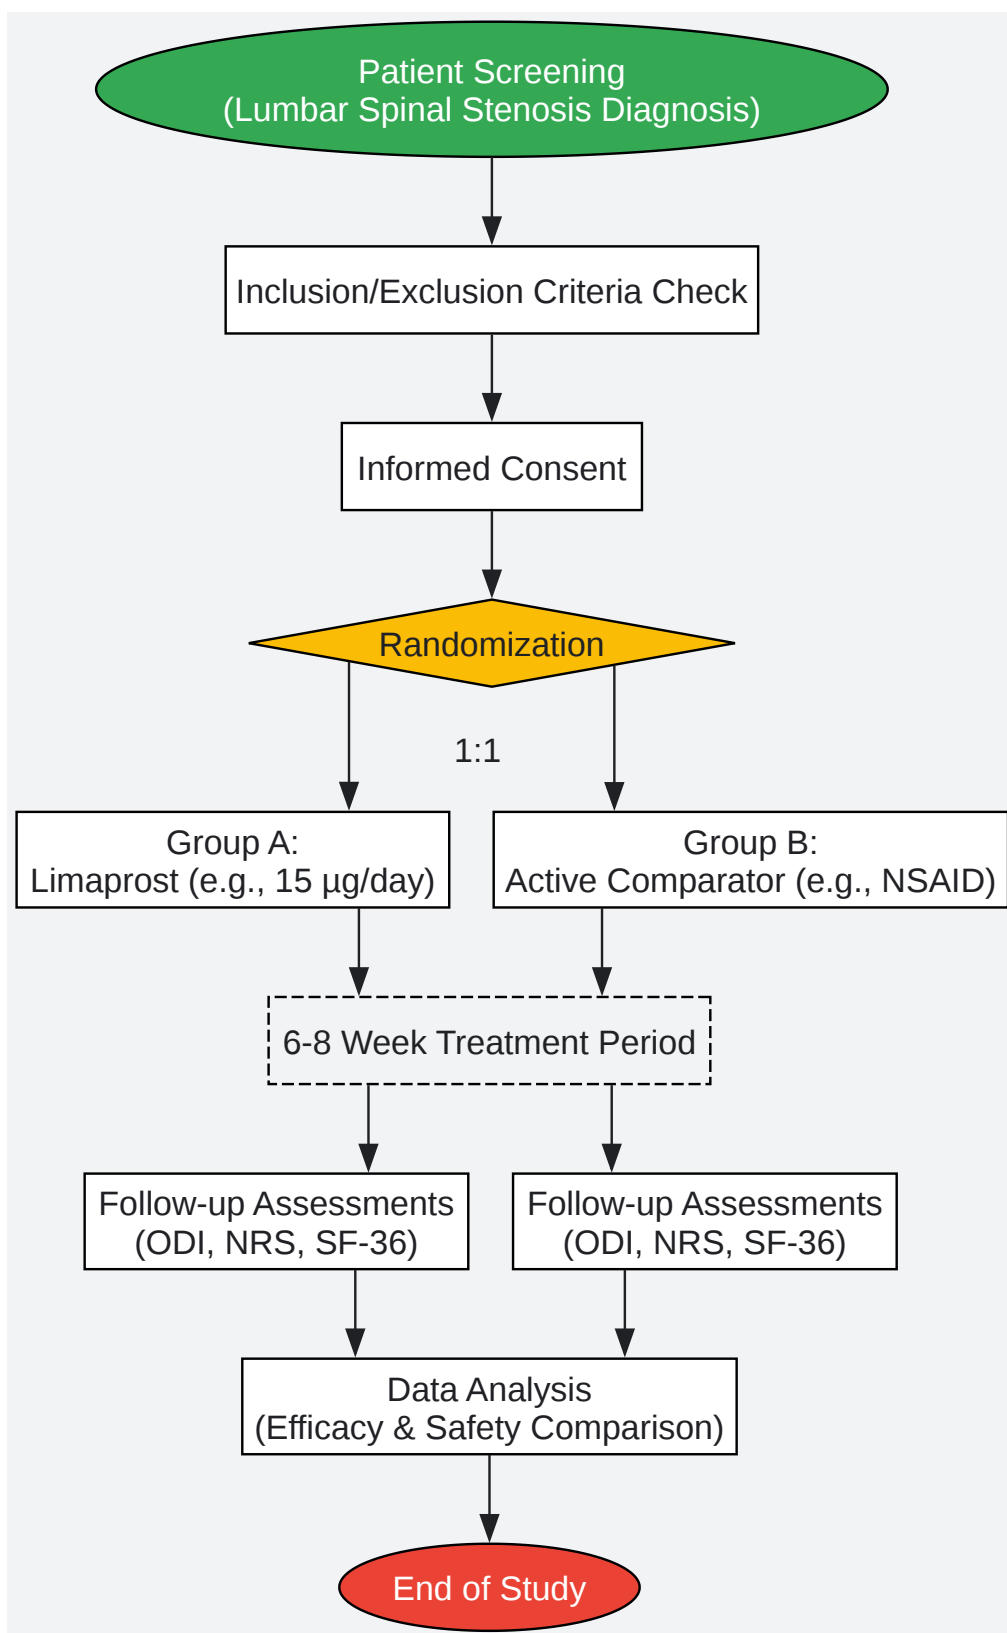 Patient Screening
(Lumbar Spinal Stenosis Diagnosis)
Inclusion/Exclusion Criteria Check
Informed Consent
Randomization
1:1
Group A:
Limaprost (e.g., 15 µg/day)
Group B:
Active Comparator (e.g., NSAID)
6-8 Week Treatment Period
Follow-up Assessments
(ODI, NRS, SF-36)
Follow-up Assessments
(ODI, NRS, SF-36)
Data Analysis
(Efficacy & Safety Comparison)
End of Study